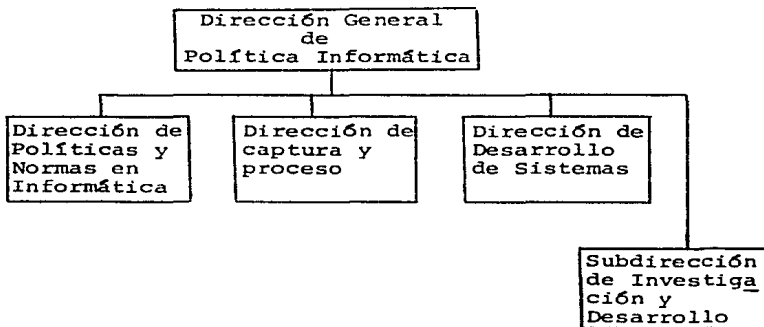 Dirección General
de
Política Informática
Dirección de
Políticas y
Normas en
Informática
Dirección de
captura y
proceso
Dirección de
Desarrollo
de Sistemas
Subdirección
de Investiga
ción y
Desarrollo